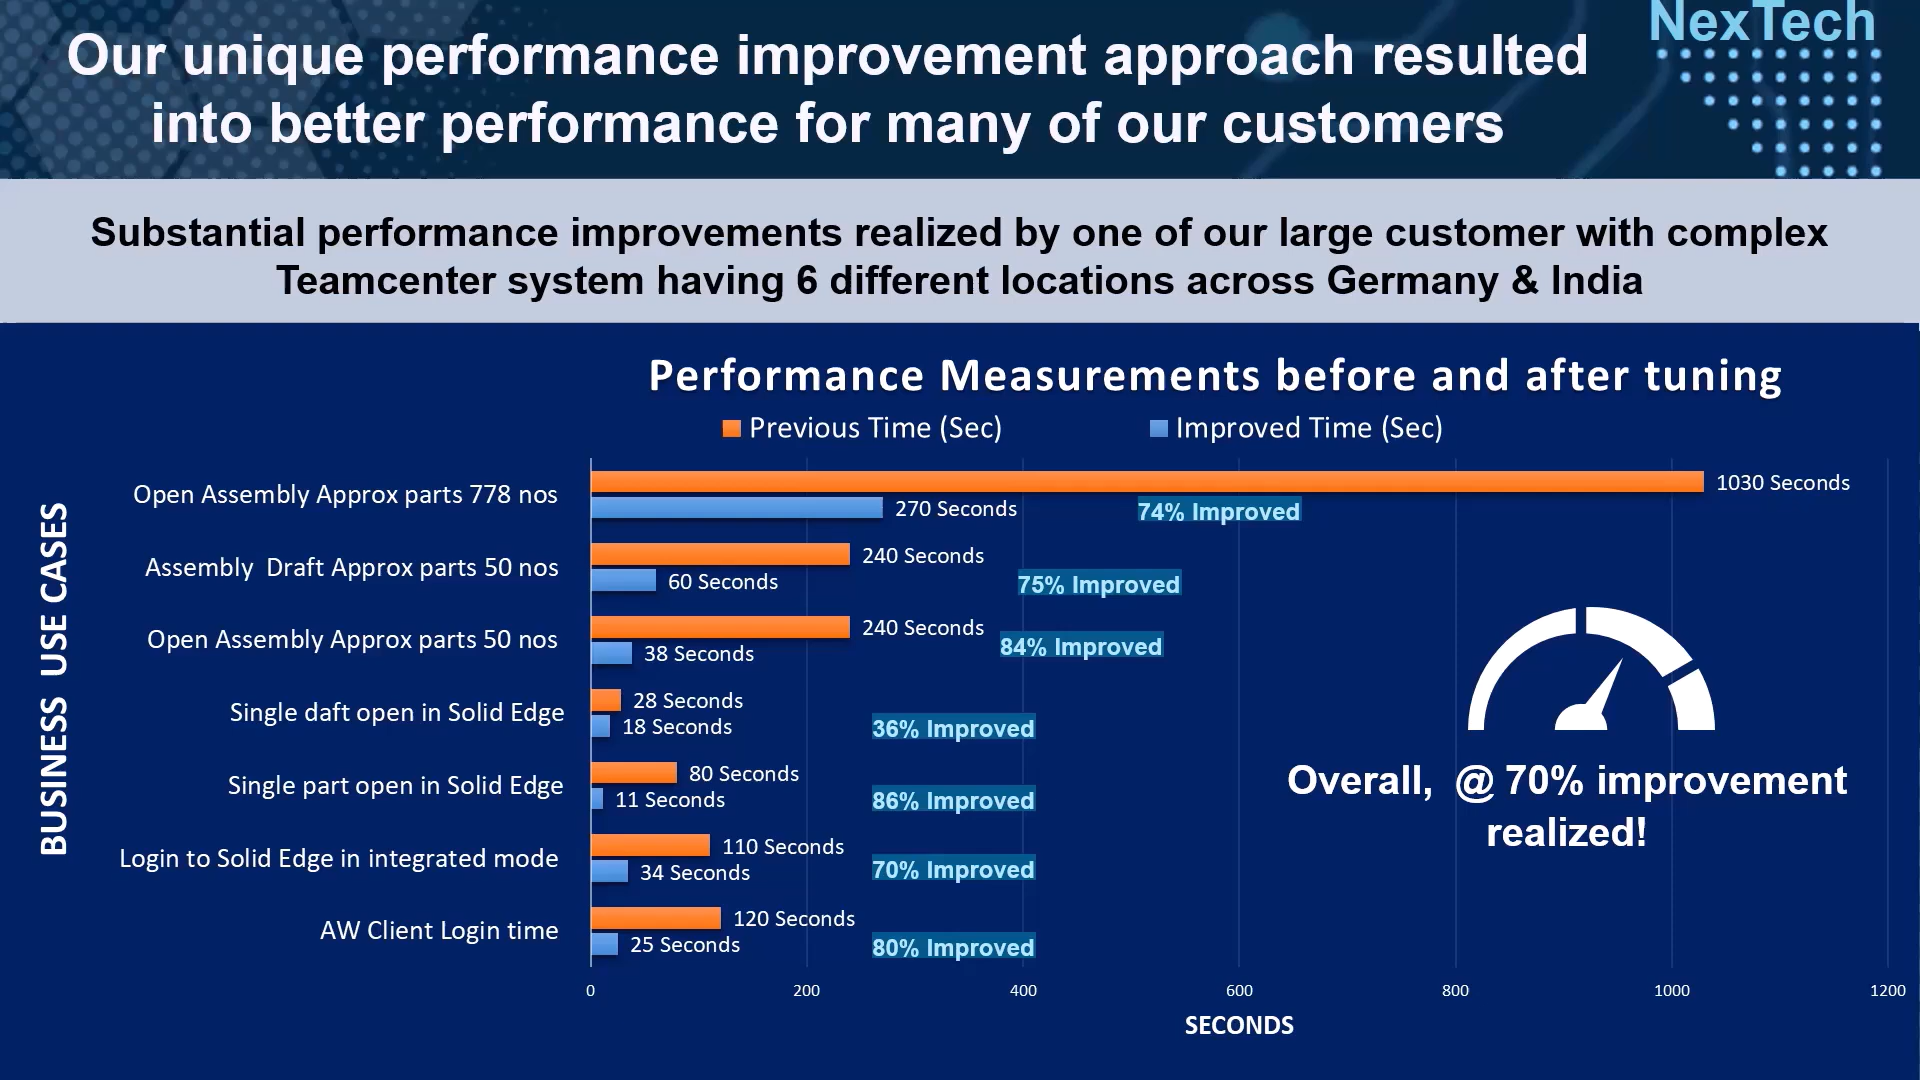 NexTech
Our unique performance improvement approach resulted
into better performance for many of our customers
Substantial performance improvements realized by one of our large customer with complex
Teamcenter system having 6 different locations across Germany & India
Performance Measurements before and after tuning
Previous Time (Sec)
Improved Time (Sec)
BUSINESS USE CASES
Open Assembly Approx parts 778 nos
1030 Seconds
270 Seconds
74% Improved
Assembly  Draft Approx parts 50 nos
240 Seconds
60 Seconds
75% Improved
Open Assembly Approx parts 50 nos
240 Seconds
38 Seconds
84% Improved
Single daft open in Solid Edge
28 Seconds
18 Seconds
36% Improved
Single part open in Solid Edge
80 Seconds
11 Seconds
86% Improved
Login to Solid Edge in integrated mode
110 Seconds
34 Seconds
70% Improved
AW Client Login time
120 Seconds
25 Seconds
80% Improved
Overall,  @ 70% improvement
realized!
0
200
400
600
800
1000
1200
SECONDS